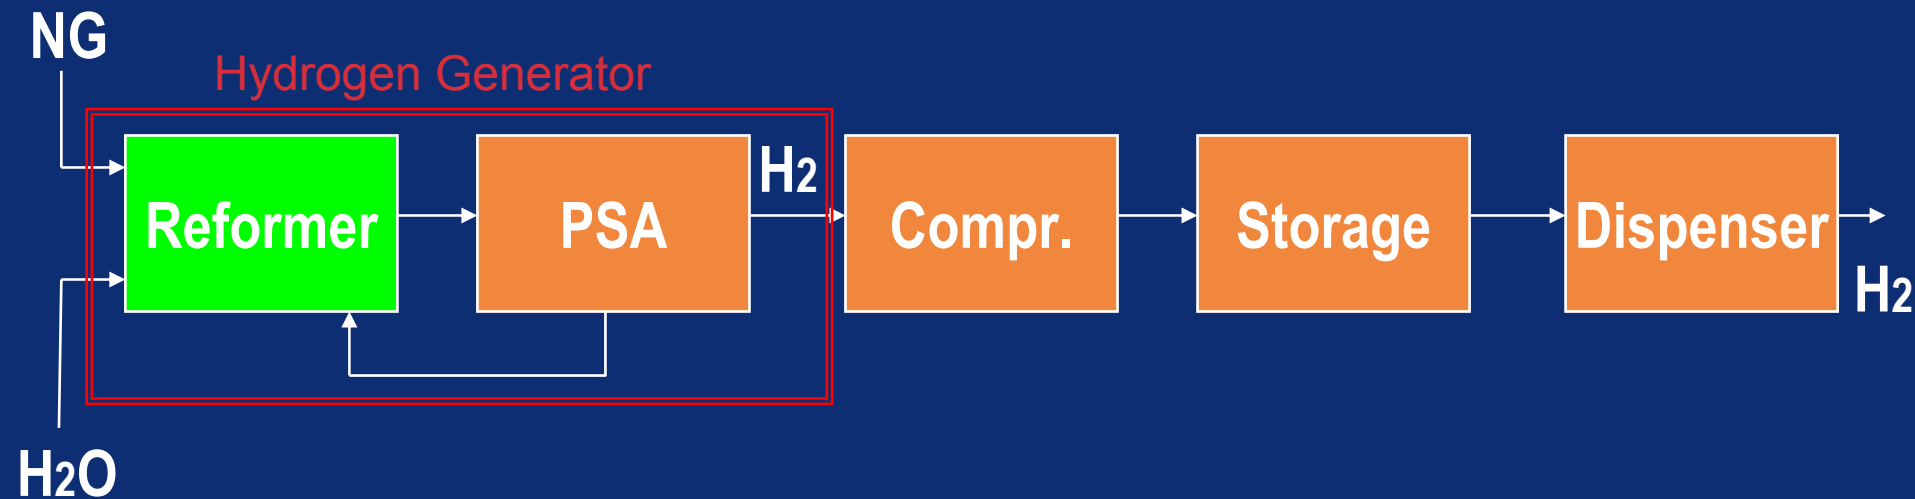 NG
Hydrogen Generator
Reformer
PSA
H2
Compr.
Storage
Dispenser
H2
H2O